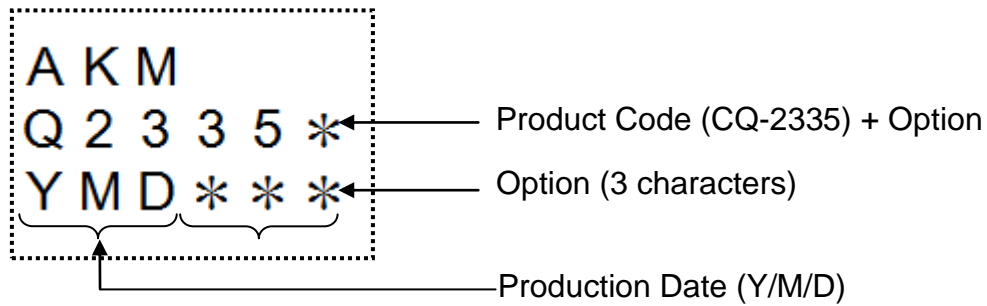 A K M
Q 2 3 3 5 * Product Code (CQ-2335) + Option
Y M D * * * Option (3 characters)
Production Date (Y/M/D)